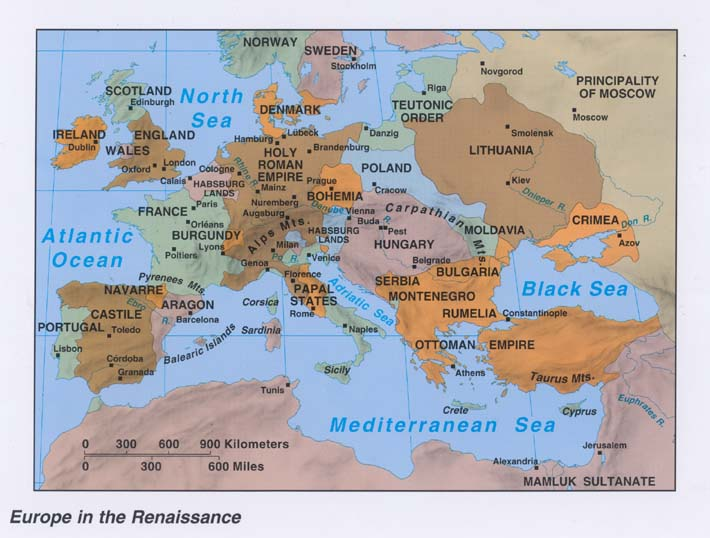 NORWAY
SWEDEN
Stockholm
Novgorod
SCOTLAND
Edinburgh
North
Sea
DENMARK
Riga
TEUTONIC
ORDER
PRINCIPALITY
OF MOSCOW
Moscow
IRELAND
Dublin
ENGLAND
WALES
Oxford
London
Calais
Hamburg
Lübeck
Danzig
Brandenburg
Smolensk
LITHUANIA
HOLY
ROMAN
EMPIRE
Cologne
Rhine R.
Mainz
HABSBURG
LANDS
POLAND
Prague
Cracow
BOHEMIA
Kiev
Dnieper R.
Nuremberg
Augsburg
Danube
R.
Vienna
Buda
Pest
HABSBURG
LANDS
HUNGARY
Carpathian Mts.
MOLDAVIA
CRIMEA
Don R.
Azov
Paris
FRANCE
Orléans
BURGUNDY
Lyons
Poitiers
Atlantic
Ocean
Alps Mts.
Milan
Po R.
Venice
Genoa
Florence
PAPAL
STATES
Rome
Adriatic Sea
Belgrade
SERBIA
BULGARIA
MONTENEGRO
RUMELIA
Black Sea
Constantinople
Pyrenees Mts.
NAVARRE
Ebro
R.
ARAGON
Barcelona
CASTILE
PORTUGAL
Toledo
Lisbon
Córdoba
Granada
Balearic Islands
Corsica
Sardinia
Naples
Sicily
OTTOMAN
EMPIRE
Athens
Taurus Mts.
Tunis
Crete
Cyprus
Euphrates R.
Mediterranean Sea
Jerusalem
Alexandria
MAMLUK SULTANATE
0 300 600 900 Kilometers
0 300 600 Miles
Europe in the Renaissance